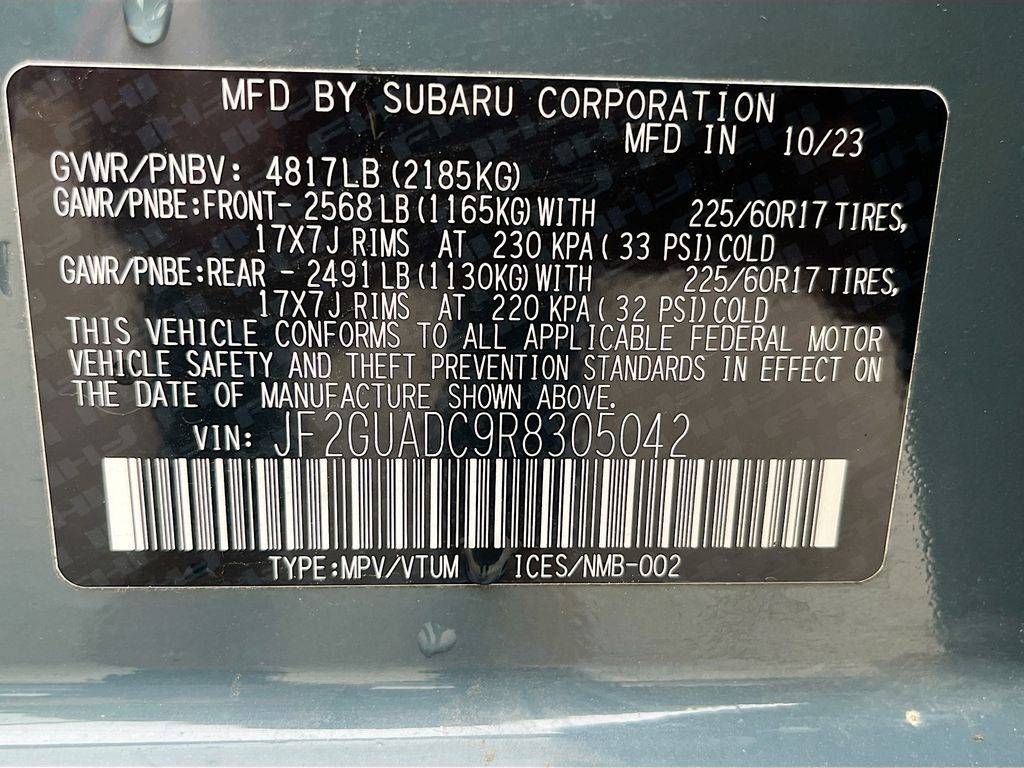 MFD BY SUBARU CORPORATION
MFD IN 10/23
GVWR/PNBV: 4817LB (2185KG)
GAWR/PNBE:FRONT- 2568 LB (1165KG) WITH 225/60R17 TIRES,
17X7J RIMS AT 230 KPA ( 33 PSI) COLD
GAWR/PNBE:REAR - 2491 LB (1130KG) WITH 225/60R17 TIRES,
17X7J RIMS AT 220 KPA ( 32 PSI) COLD
THIS VEHICLE CONFORMS TO ALL APPLICABLE FEDERAL MOTOR
VEHICLE SAFETY AND THEFT PREVENTION STANDARDS IN EFFECT ON
THE DATE OF MANUFACTURE SHOWN ABOVE.
VIN: JF2GUADC9R8305042
TYPE:MPV/VTUM ICES/NMB-002